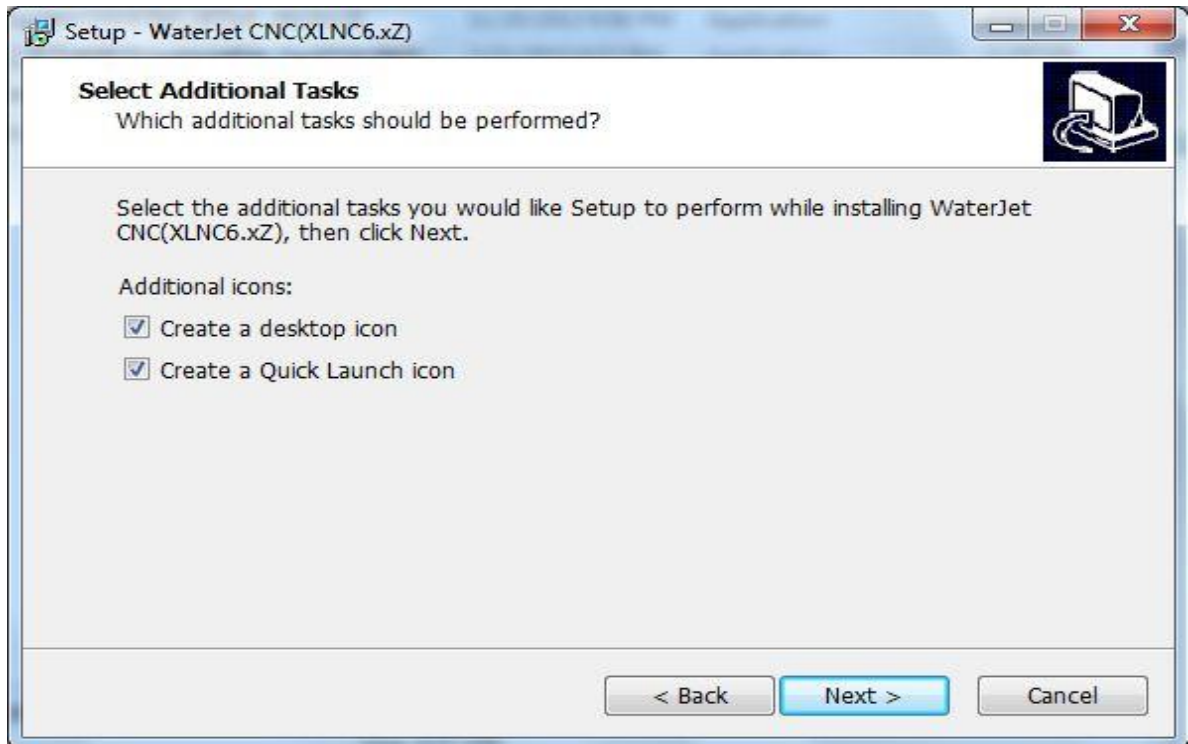 Setup - WaterJet CNC(XLNC6.xZ)
Select Additional Tasks
Which additional tasks should be performed?
Select the additional tasks you would like Setup to perform while installing WaterJet
CNC(XLNC6.xZ), then click Next.
Additional icons:
Create a desktop icon
Create a Quick Launch icon
< Back
Next >
Cancel